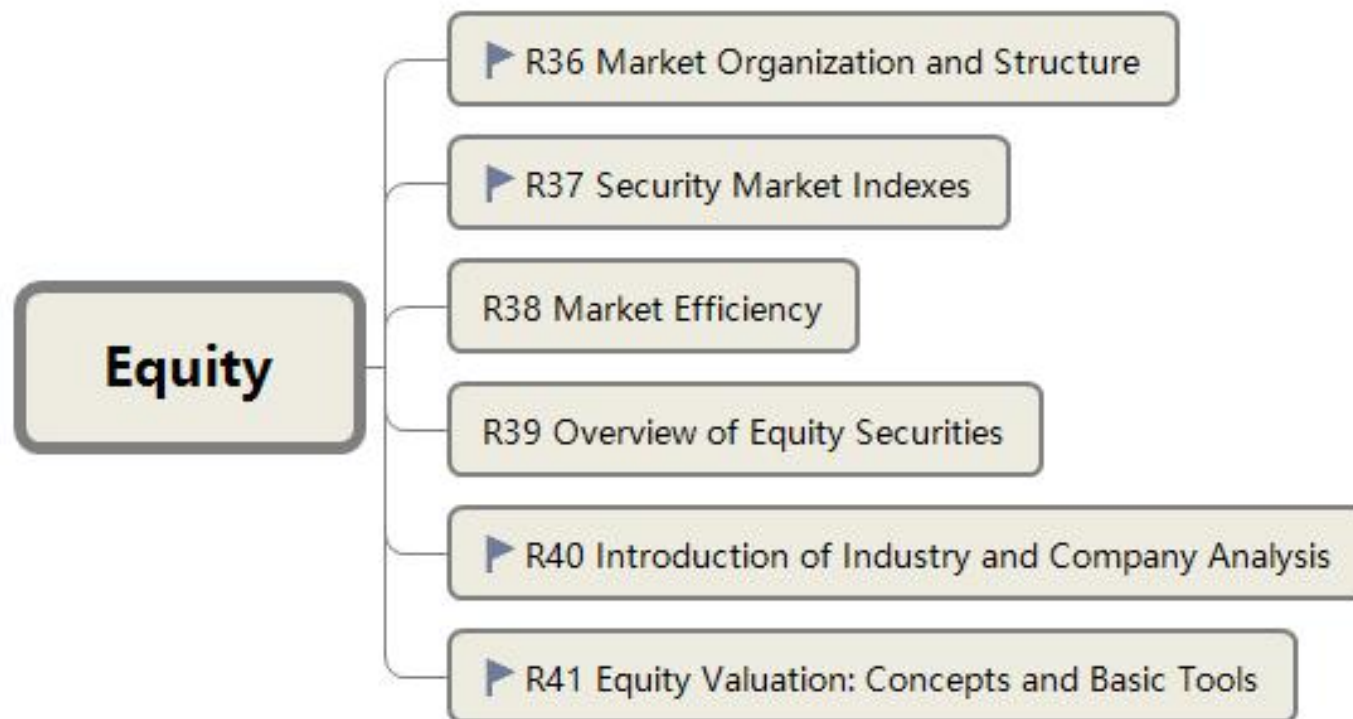 Equity
R36 Market Organization and Structure
R37 Security Market Indexes
R38 Market Efficiency
R39 Overview of Equity Securities
R40 Introduction of Industry and Company Analysis
R41 Equity Valuation: Concepts and Basic Tools